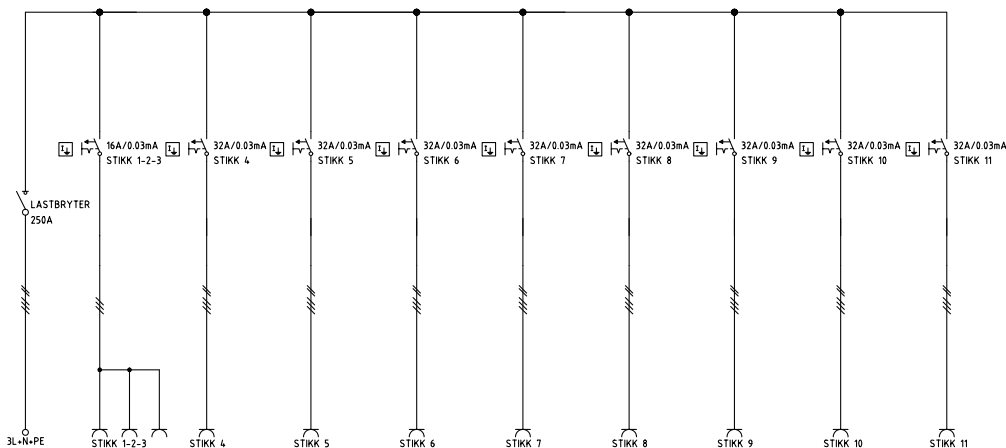 16A/0.03mA
STIKK 1-2-3
32A/0.03mA
STIKK 4
32A/0.03mA
STIKK 5
32A/0.03mA
STIKK 6
32A/0.03mA
STIKK 7
32A/0.03mA
STIKK 8
32A/0.03mA
STIKK 9
32A/0.03mA
STIKK 10
32A/0.03mA
STIKK 11
I
I
I
I
I
I
I
I
I
LASTBRYTER
250A
3L+N+PE
STIKK 1-2-3
STIKK 4
STIKK 5
STIKK 6
STIKK 7
STIKK 8
STIKK 9
STIKK 10
STIKK 11